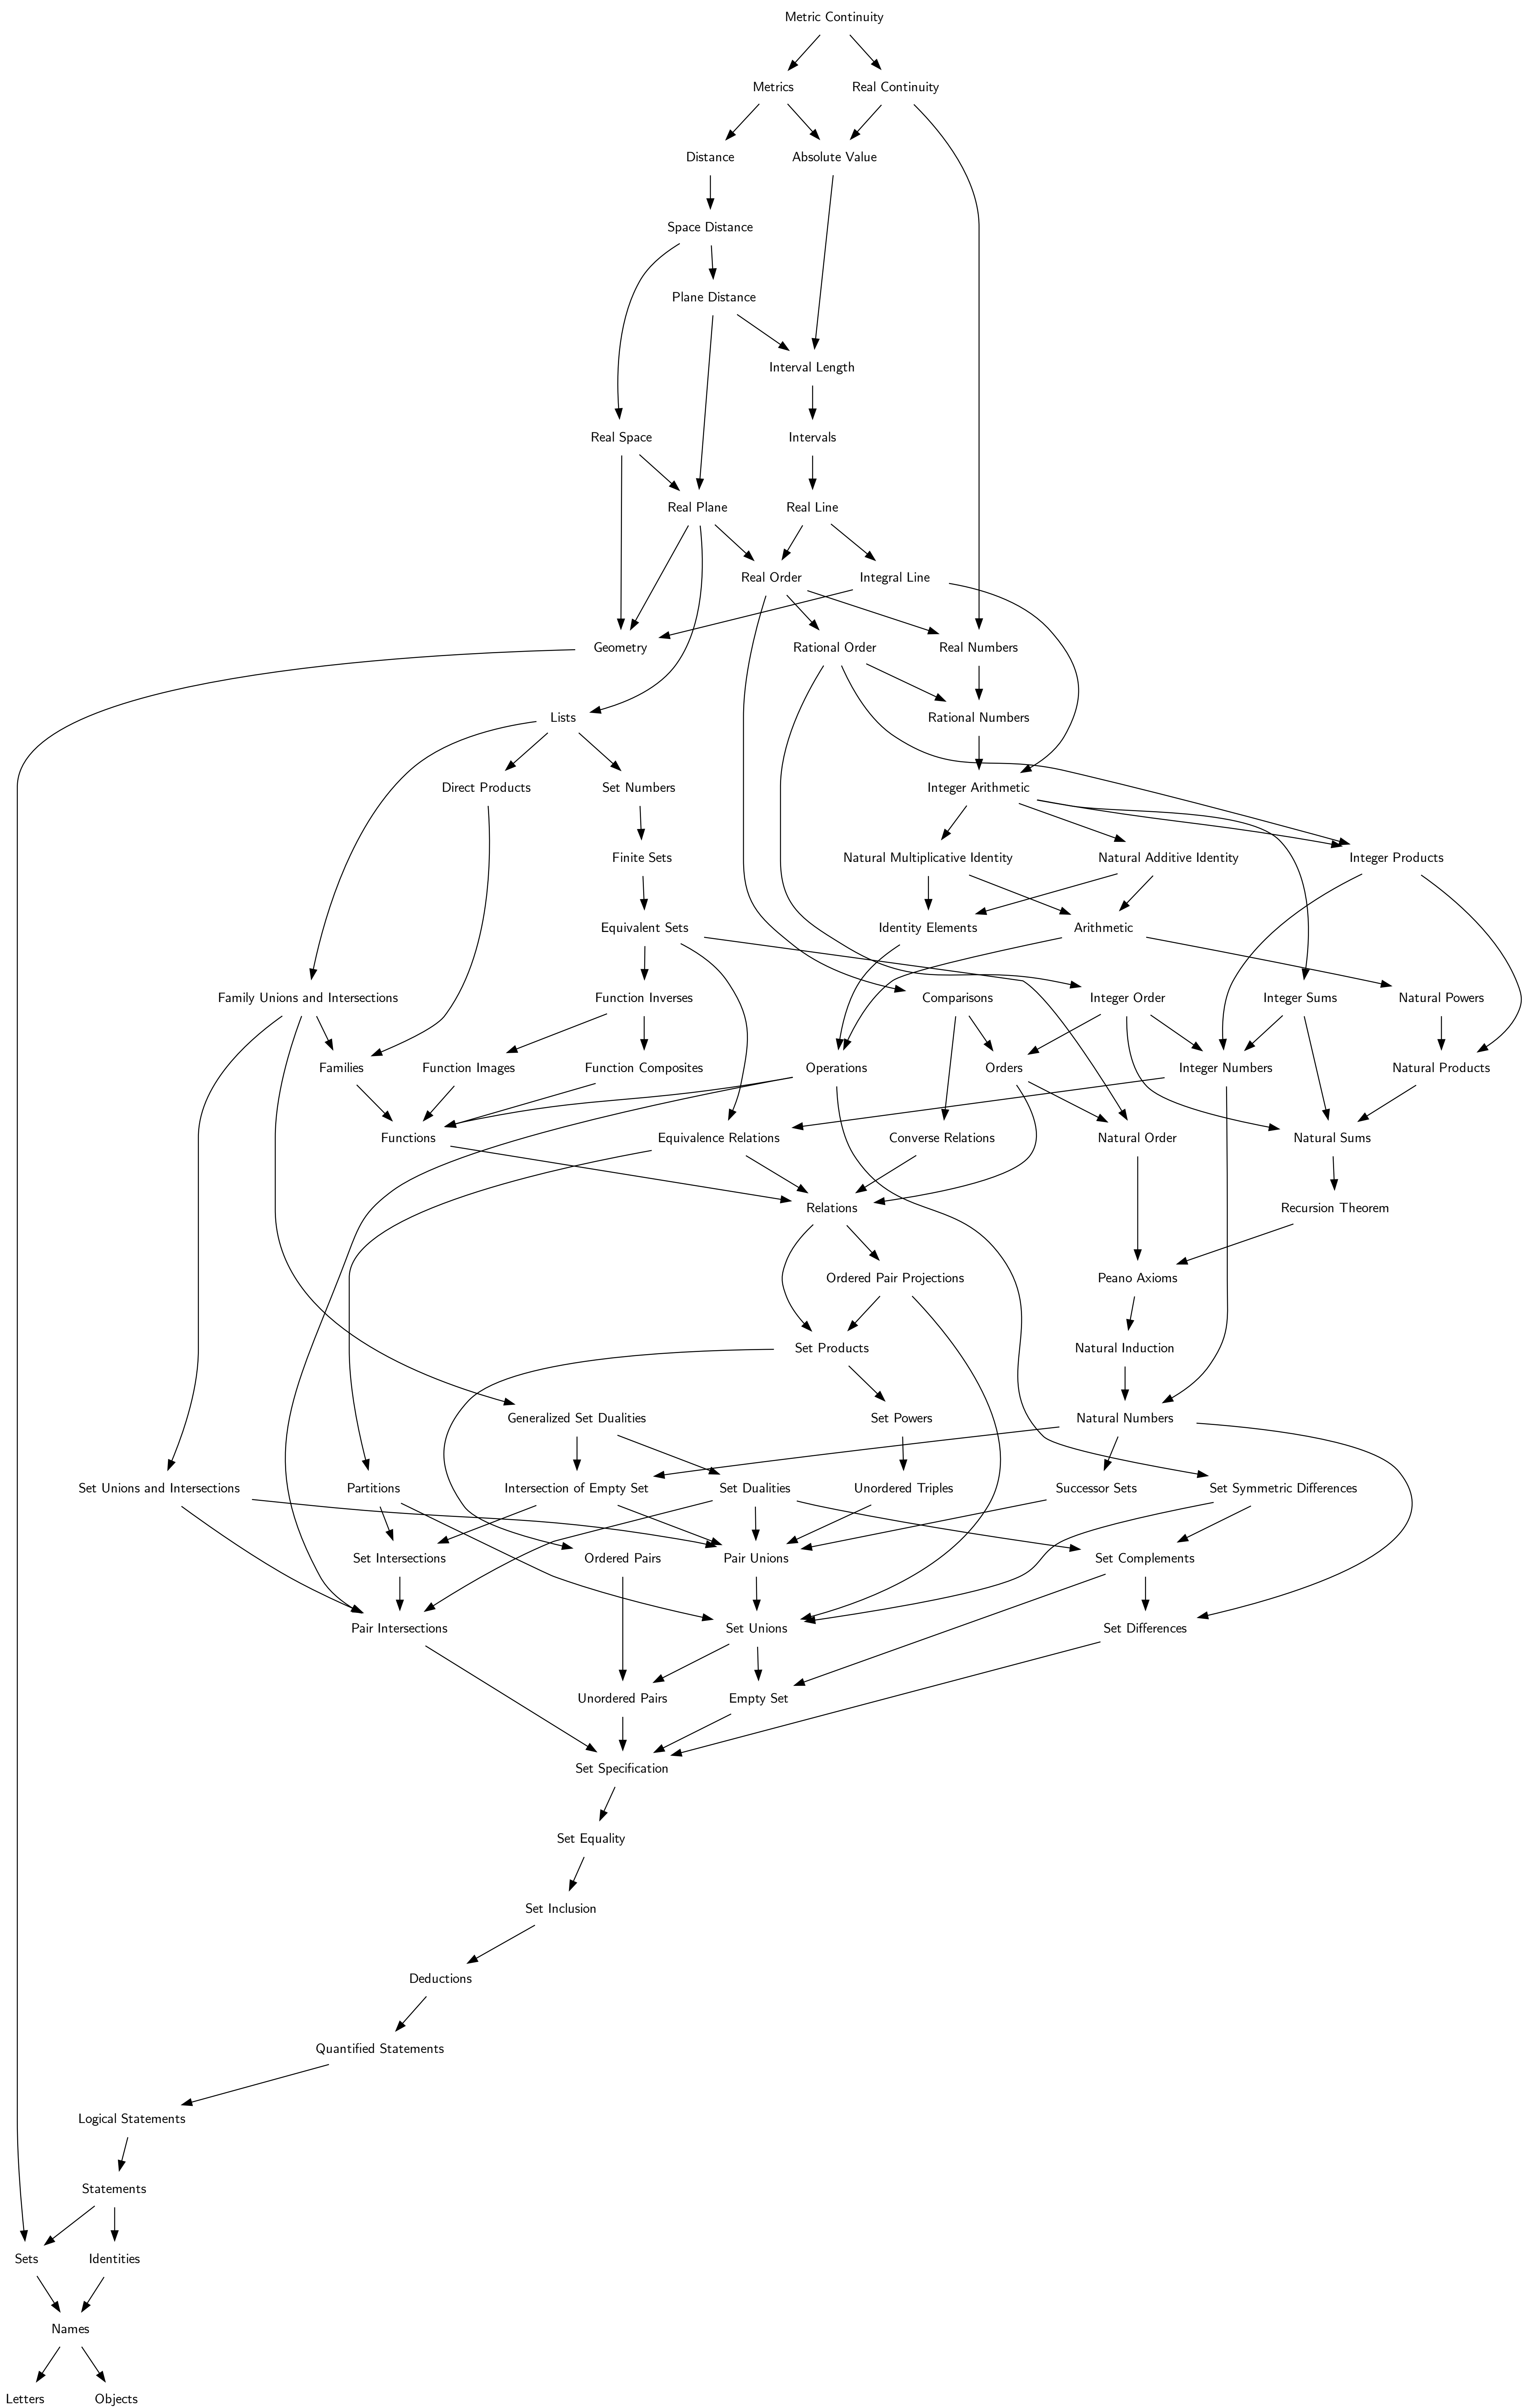 Metric Continuity
Metrics
Real Continuity
Distance
Absolute Value
Space Distance
Plane Distance
Interval Length
Real Space
Intervals
Real Plane
Real Line
Real Order
Integral Line
Geometry
Rational Order
Real Numbers
Lists
Rational Numbers
Direct Products
Set Numbers
Integer Arithmetic
Finite Sets
Natural Multiplicative Identity
Natural Additive Identity
Integer Products
Equivalent Sets
Identity Elements
Arithmetic
Family Unions and Intersections
Function Inverses
Comparisons
Integer Order
Integer Sums
Natural Powers
Families
Function Images
Function Composites
Operations
Orders
Integer Numbers
Natural Products
Functions
Equivalence Relations
Converse Relations
Natural Order
Natural Sums
Relations
Recursion Theorem
Ordered Pair Projections
Peano Axioms
Set Products
Natural Induction
Generalized Set Dualities
Set Powers
Natural Numbers
Set Unions and Intersections
Partitions
Intersection of Empty Set
Set Dualities
Unordered Triples
Successor Sets
Set Symmetric Differences
Set Intersections
Ordered Pairs
Pair Unions
Set Complements
Pair Intersections
Set Unions
Set Differences
Unordered Pairs
Empty Set
Set Specification
Set Equality
Set Inclusion
Deductions
Quantified Statements
Logical Statements
Statements
Sets
Identities
Names
Letters
Objects